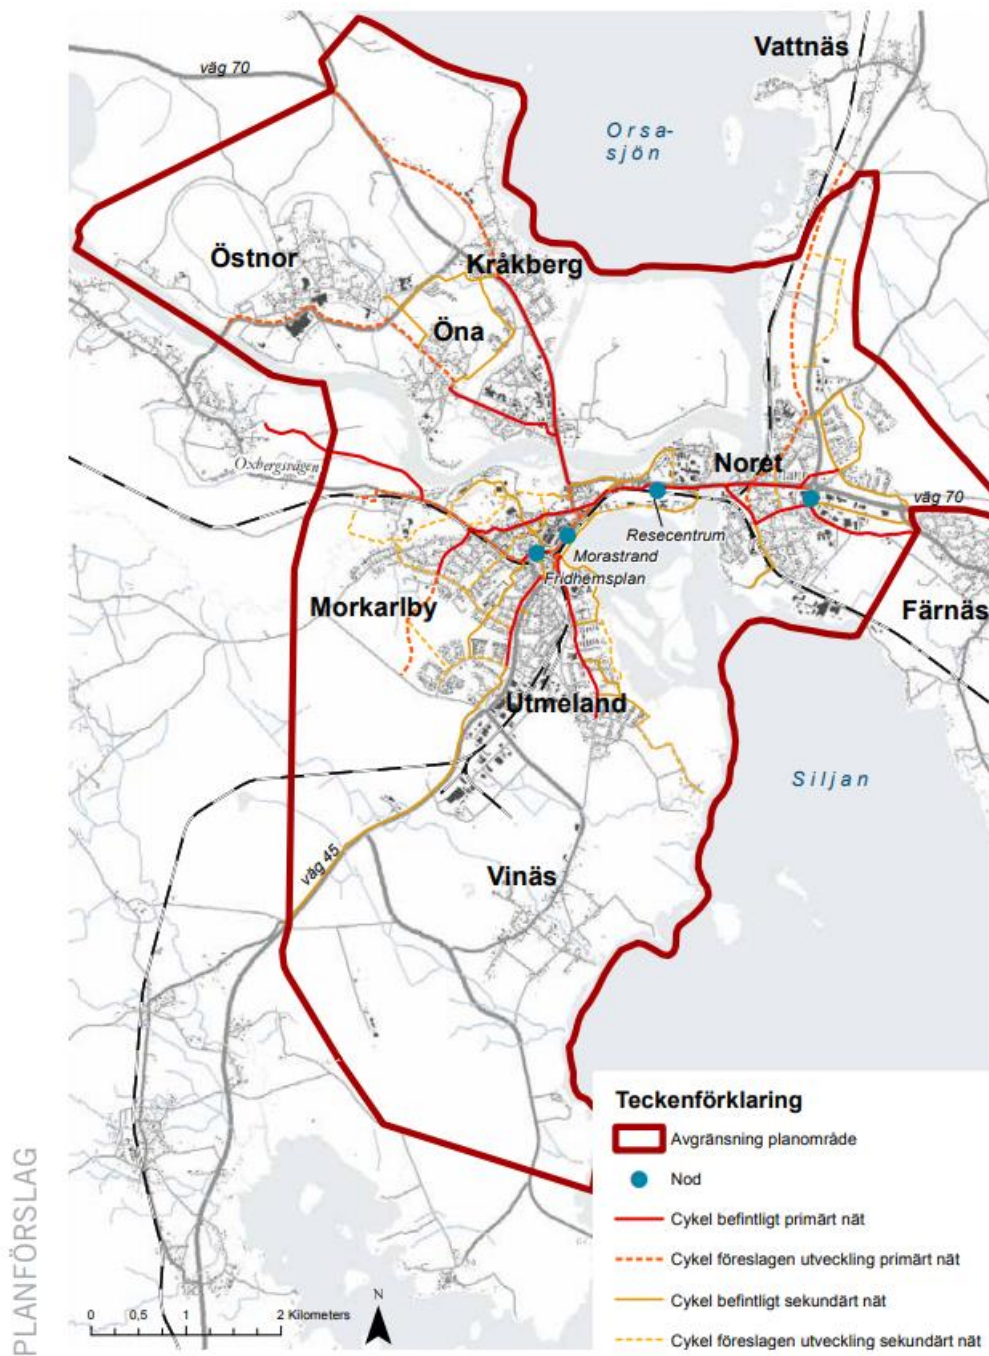 Vattnäs
väg 70
Orsa-
sjön
Östnor
Kråkberg
Öna
Oxbergsvägen
Noret
väg 70
Resecentrum
Morastrand
Fridhemsplan
Morkarlby
Färnäs
Utmeland
Siljan
väg 45
Vinäs
Teckenförklaring
Avgränsning planområde
Nod
Cykel befintligt primärt nät
Cykel föreslagen utveckling primärt nät
Cykel befintligt sekundärt nät
Cykel föreslagen utveckling sekundärt nät
N
0 0,5 1 2 Kilometers
PLANFÖRSLAG